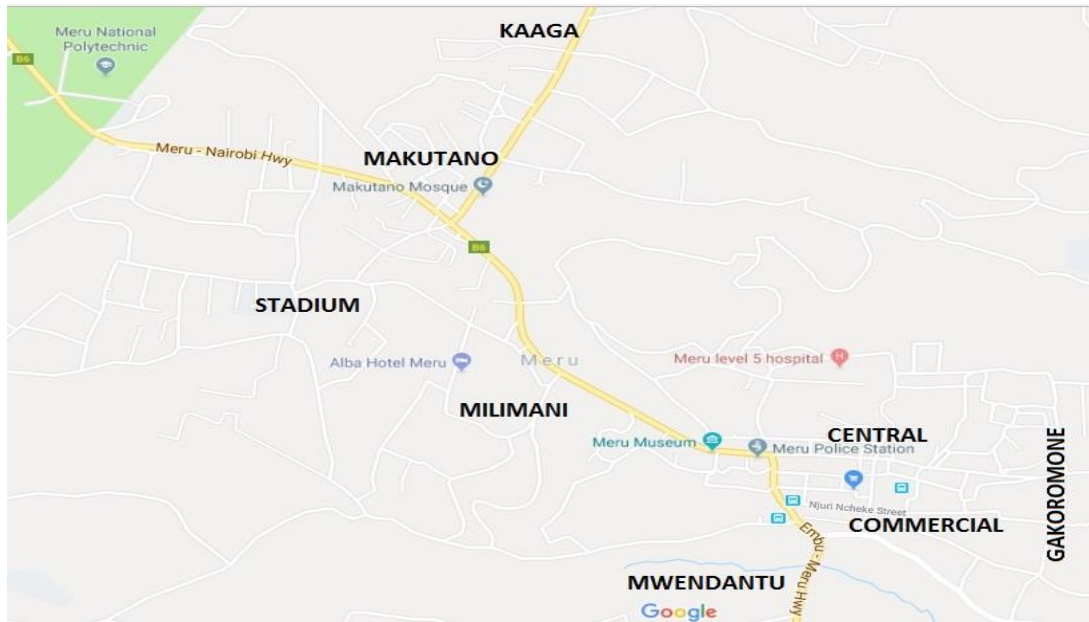 KAAGA
Meru National
Polytechnic
B6
Meru - Nairobi Hwy
MAKUTANO
Makutano Mosque
B6
STADIUM
Alba Hotel Meru
Meru
Meru level 5 hospital
MILIMANI
CENTRAL
Meru Museum
Meru Police Station
Njuri Ncheke Street
COMMERCIAL
GAKOROMONE
Embu - Meru Hwy
MWENDANTU
Google